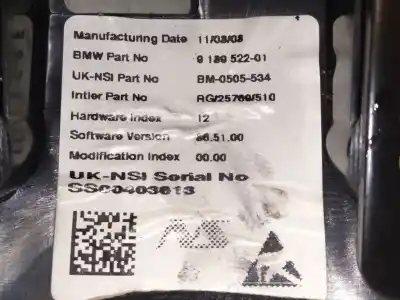 Manufacturing Date 11/03/08
BMW Part No 9 139 522-01
UK-NSI Part No BM-0505-534
Intier Part No RG/25769/510
Hardware Index 12
Software Version 86.51.00
Modification Index 00.00
UK-NSI Serial No
SS00403613